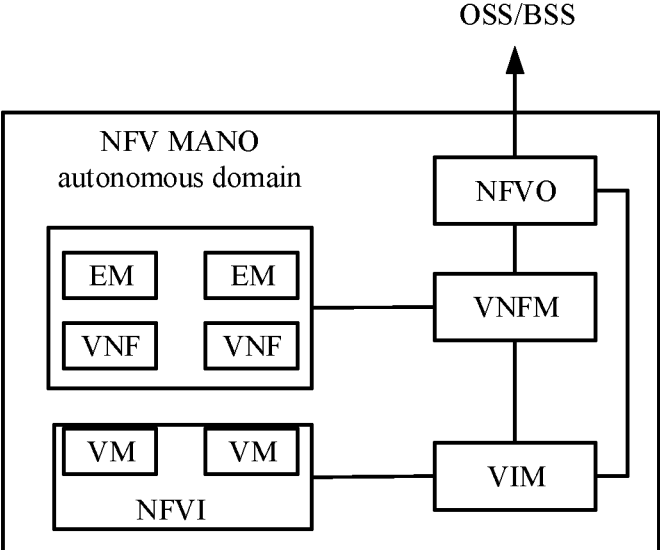 OSS/BSS
NFV MANO
autonomous domain
NFVO
EM EM
VNFM
VNF VNF
VM VM
VIM
NFVI